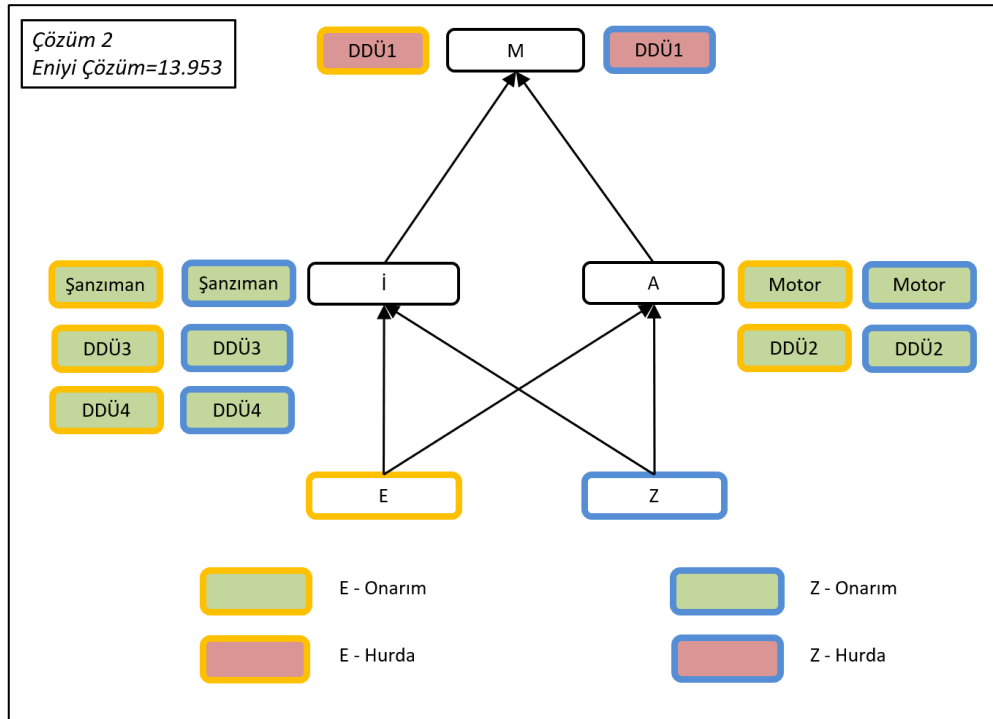 Çözüm 2
Eniyi Çözüm=13.953
DDÜ1
M
DDÜ1
Şanzıman
Şanzıman
İ
A
Motor
Motor
DDÜ3
DDÜ3
DDÜ2
DDÜ2
DDÜ4
DDÜ4
E
Z
E - Onarım
Z - Onarım
E - Hurda
Z - Hurda